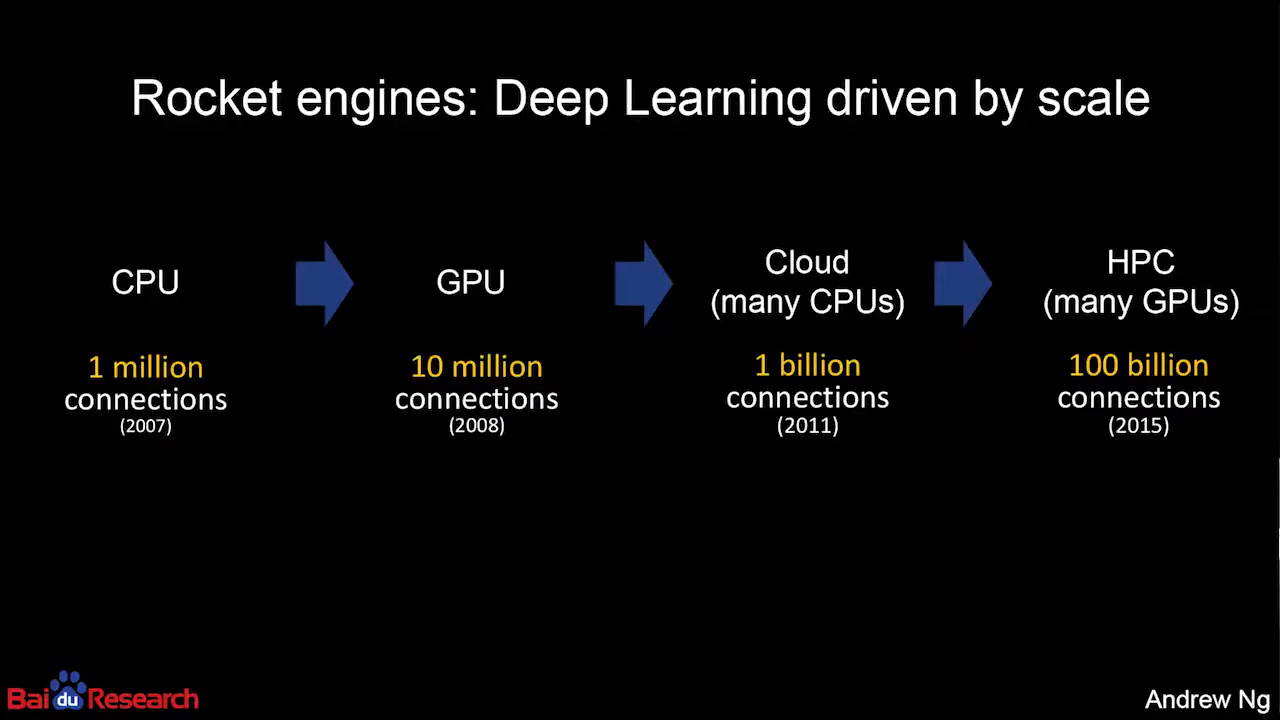 Rocket engines: Deep Learning driven by scale
CPU
1 million
connections
(2007)
GPU
10 million
connections
(2008)
Cloud
(many CPUs)
1 billion
connections
(2011)
HPC
(many GPUs)
100 billion
connections
(2015)
Baidu Research
Andrew Ng